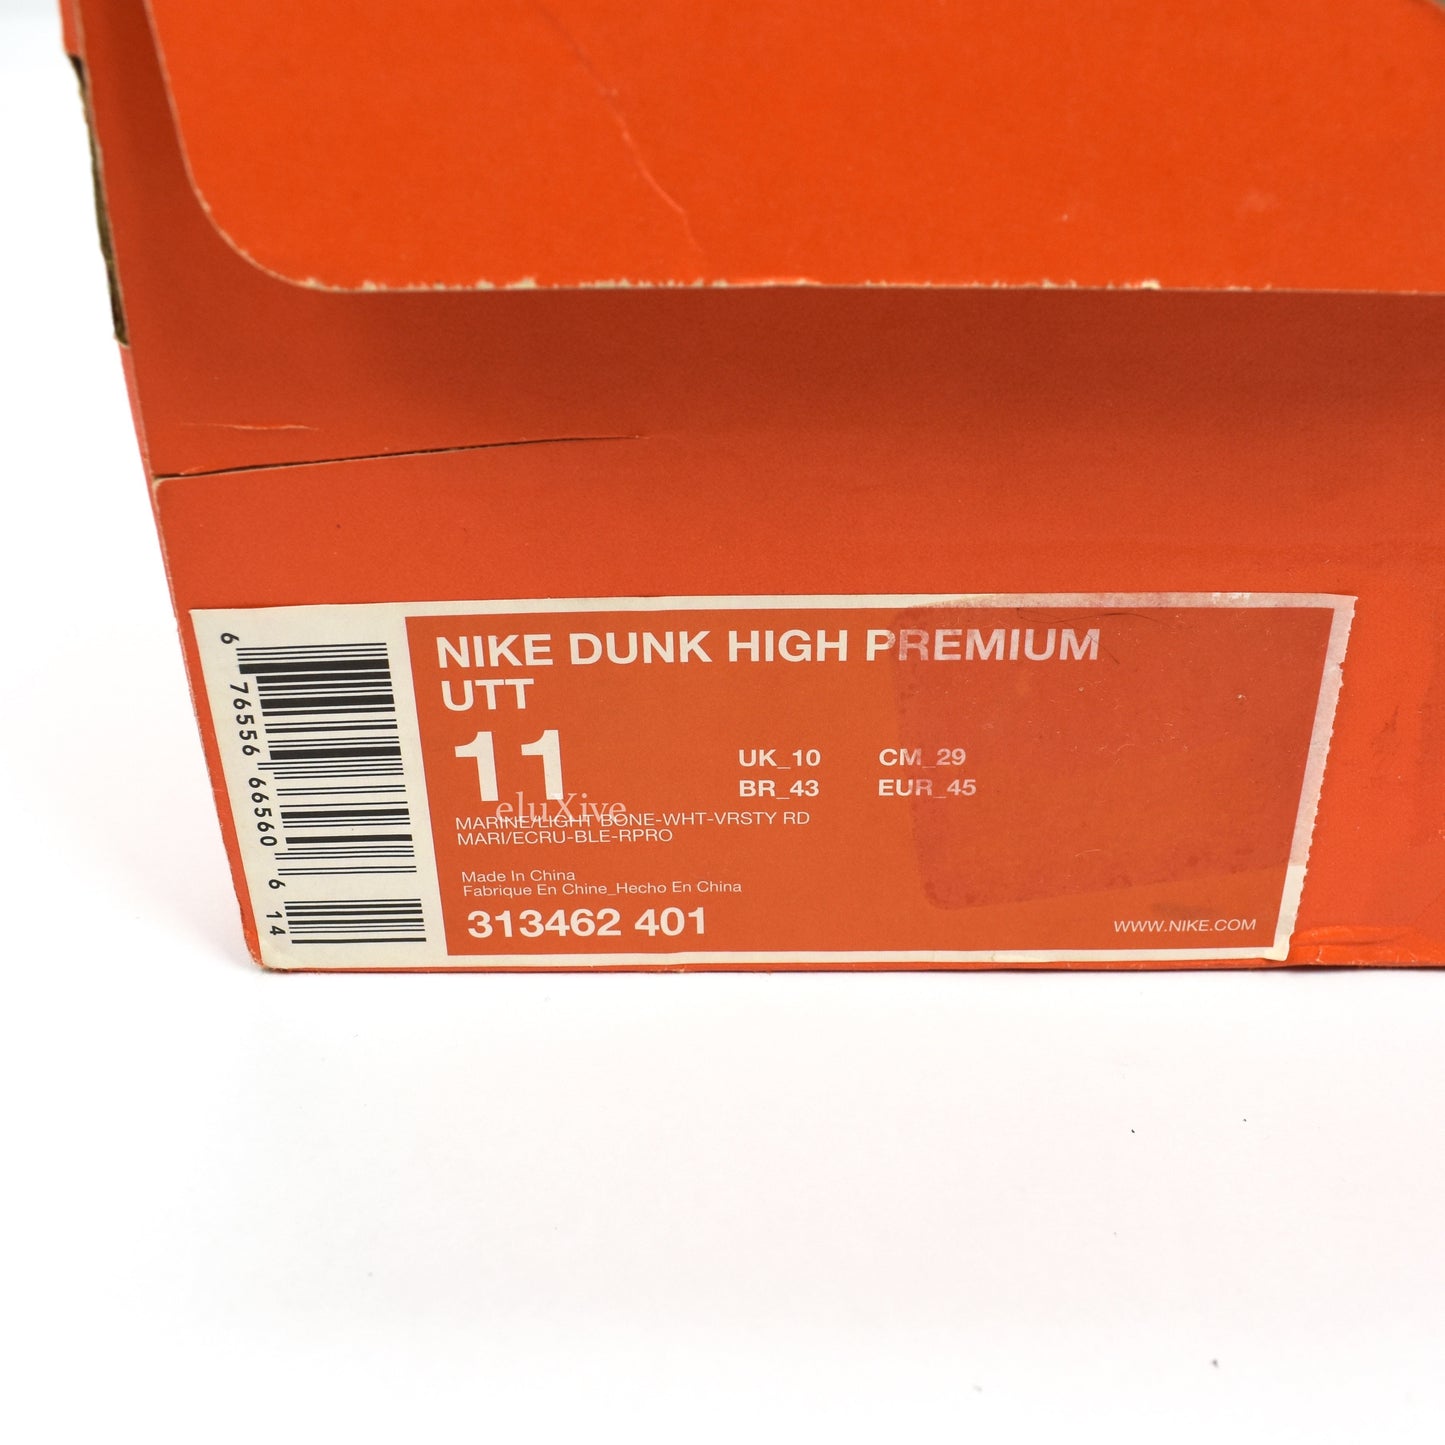 NIKE DUNK HIGH PREMIUM
UTT
11
UK_10 CM_29
BR_43 EUR_45
eluXive
MARINE/LIGHT BONE-WHT-VRSTY RD
MARI/ECRU-BLE-RPRO
Made In China
Fabrique En Chine_Hecho En China
313462 401
WWW.NIKE.COM
6 76556 66560 6 14